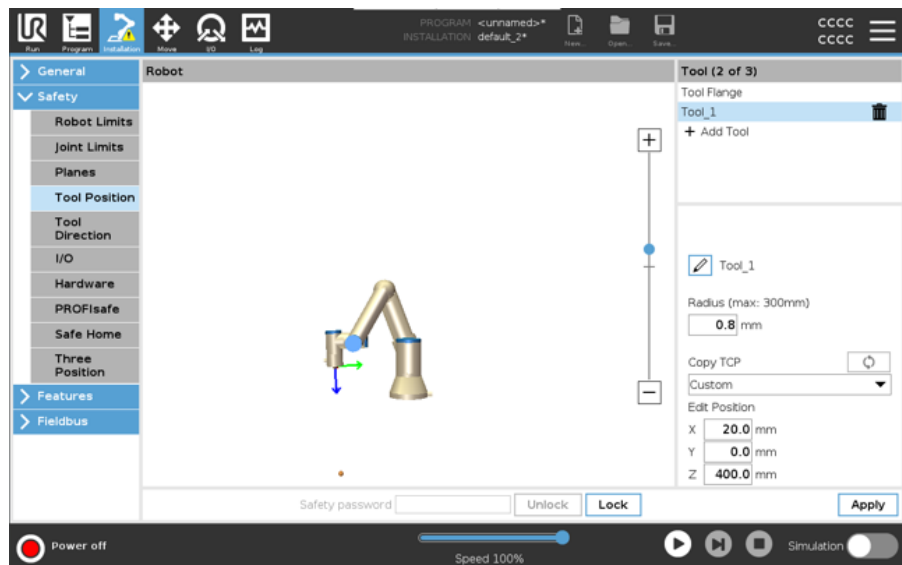 PROGRAM <unnamed>*
INSTALLATION default_2*
New... Open... Save...
cccc
cccc
Run Program Installation Move I/O Log
General
Safety
Robot Limits
Joint Limits
Planes
Tool Position
Tool
Direction
I/O
Hardware
PROFIsafe
Safe Home
Three
Position
Features
Fieldbus
Robot
Tool (2 of 3)
Tool Flange
Tool_1
+ Add Tool
Tool_1
Radius (max: 300mm)
0.8 mm
Copy TCP
Custom
Edit Position
X 20.0 mm
Y 0.0 mm
Z 400.0 mm
Safety password Unlock Lock Apply
Power off
Speed 100%
Simulation